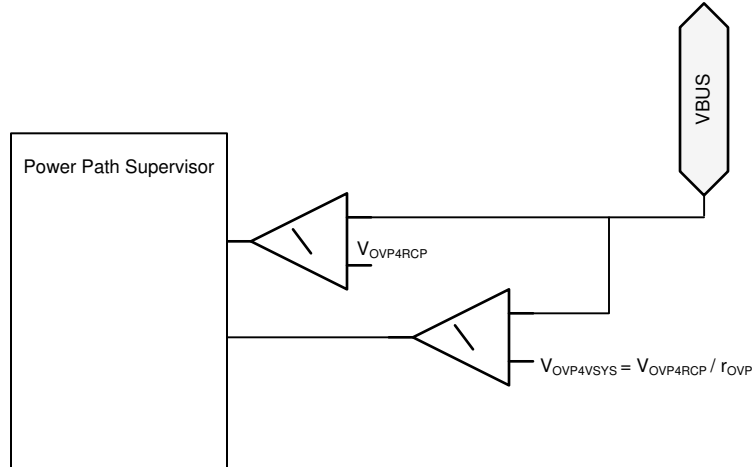 VBUS
Power Path Supervisor
VOVP4RCP
VOVP4VSYS = VOVP4RCP / rOVP